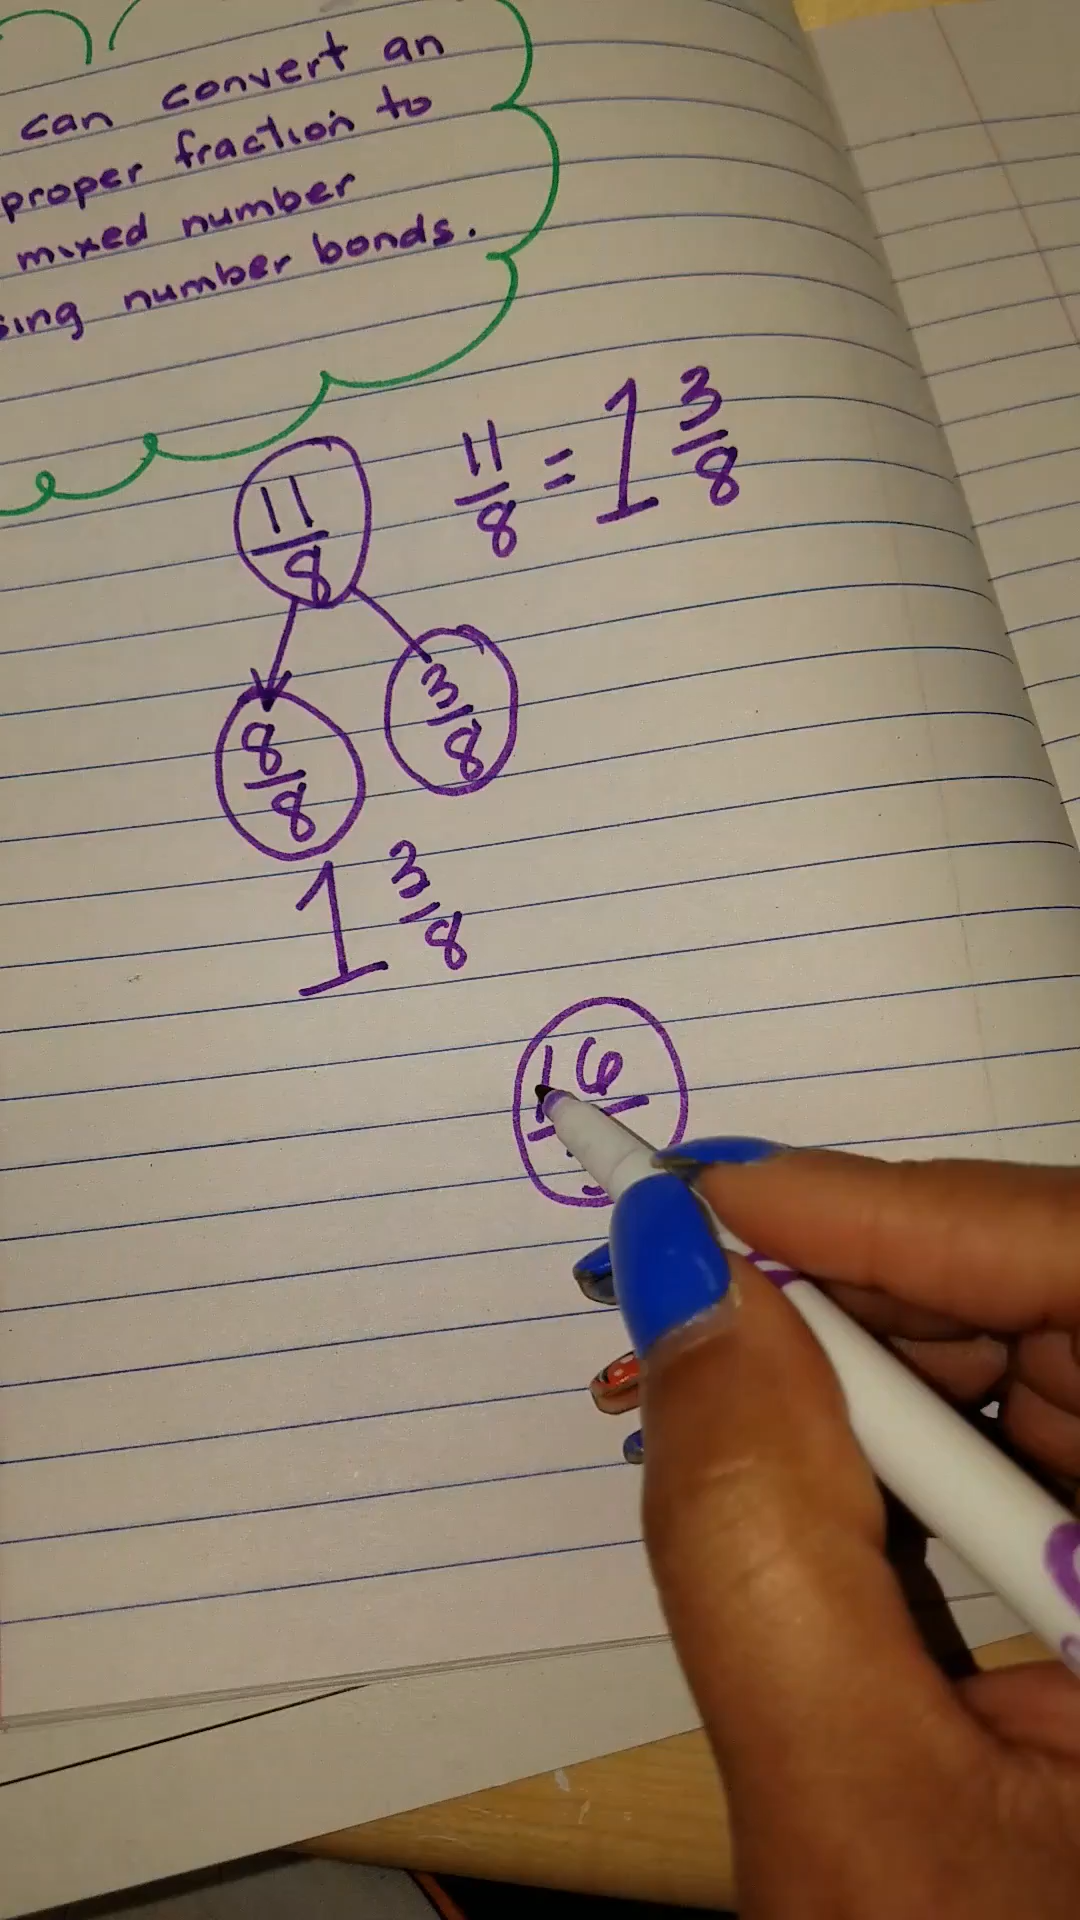 can convert an
proper fraction to
mixed number
sing number bonds.
11/8
11/8 = 1 3/8
8/8
3/8
1 3/8
16